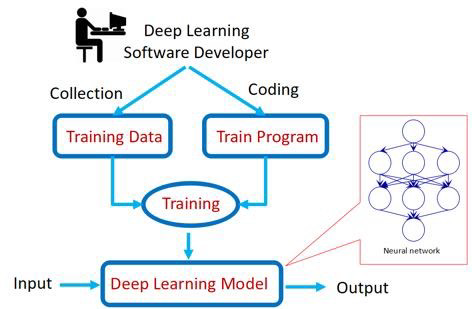 Deep Learning
Software Developer
Collection
Coding
Training Data
Train Program
Training
Neural network
Input
Deep Learning Model
Output